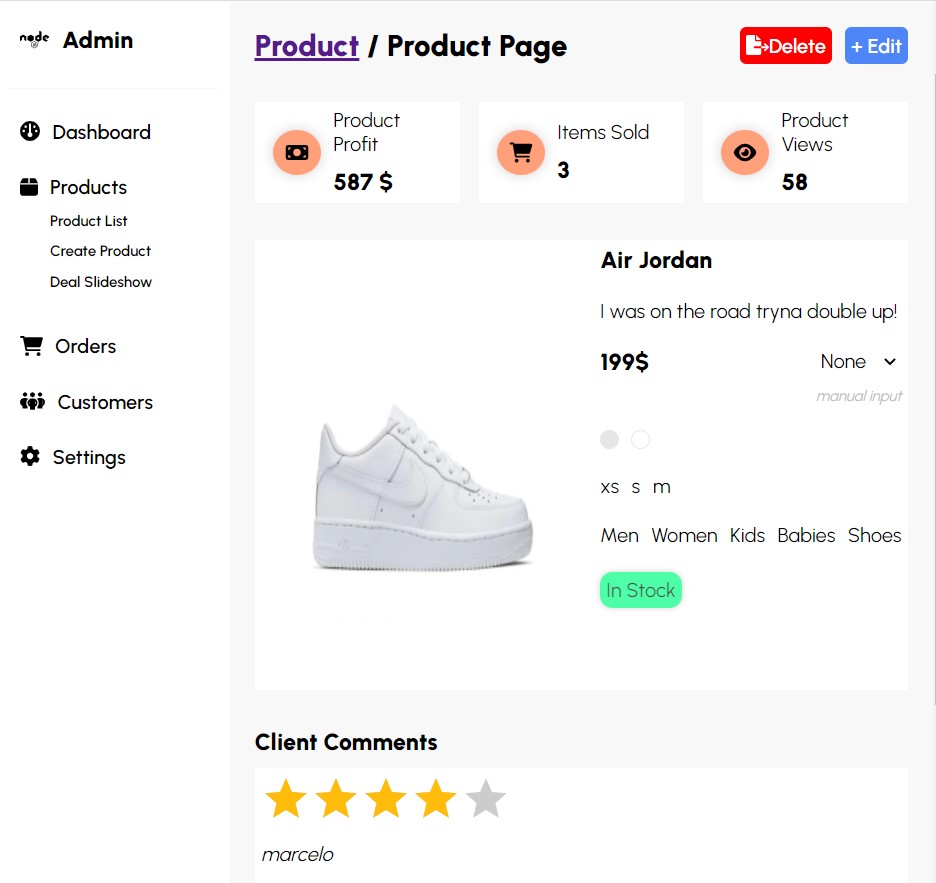 node Admin
Dashboard
Products
Product List
Create Product
Deal Slideshow
Orders
Customers
Settings
Product / Product Page
Delete
+ Edit
Product
Profit
587 $
Items Sold
3
Product
Views
58
Air Jordan
I was on the road tryna double up!
199$
None
manual input
xs s m
Men Women Kids Babies Shoes
In Stock
Client Comments
marcelo